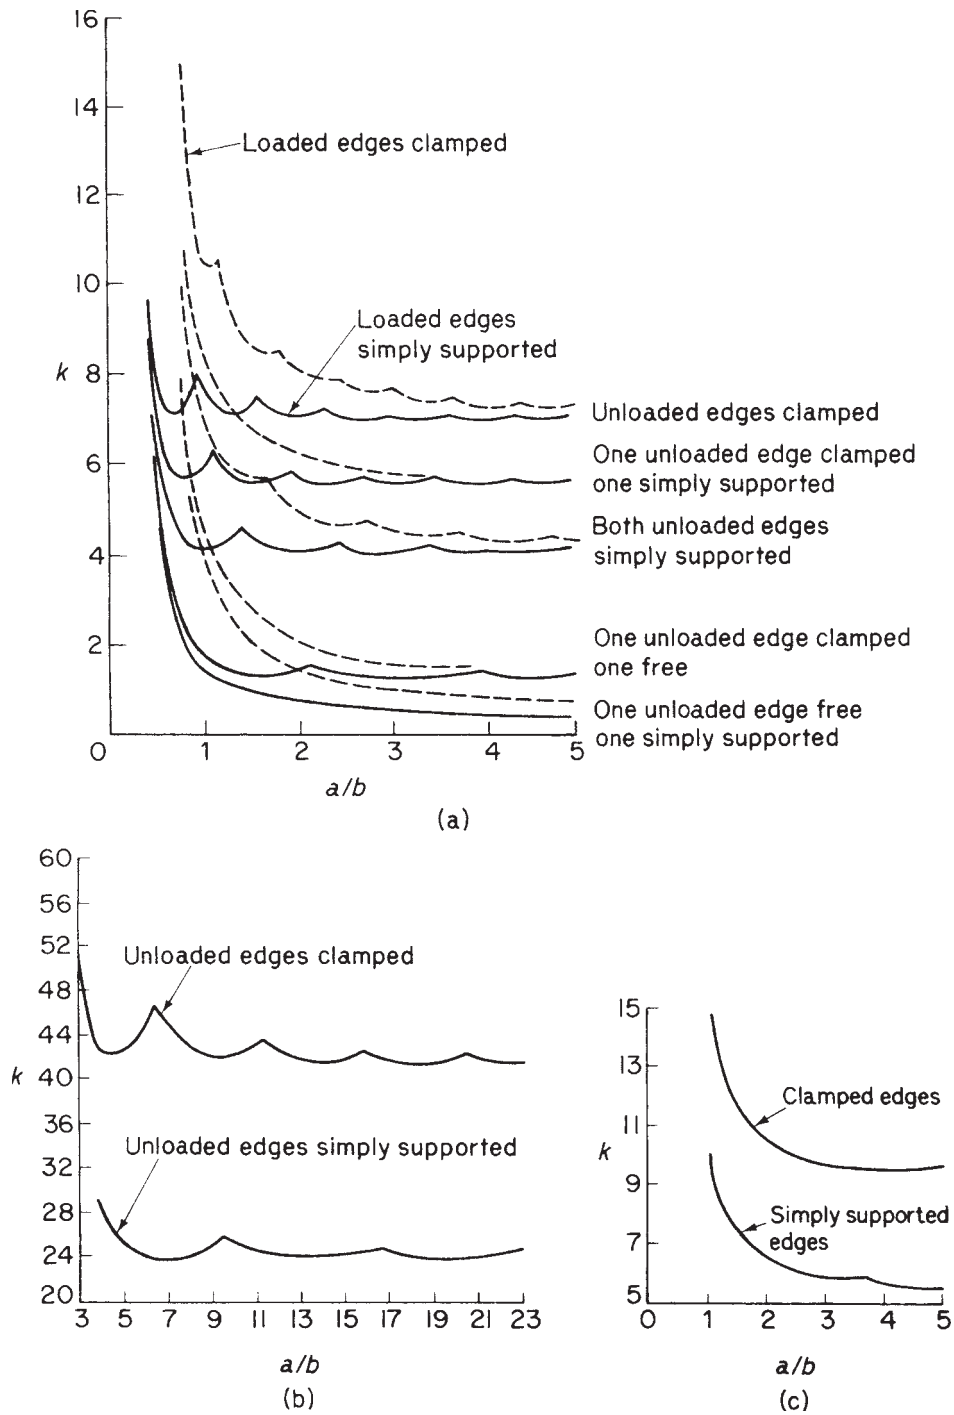 16
14
Loaded edges clamped
12
10
Loaded edges
simply supported
k
8
Unloaded edges clamped
One unloaded edge clamped
6
one simply supported
Both unloaded edges
4
simply supported
One unloaded edge clamped
2
one free
One unloaded edge free
one simply supported
0 1 2 3 4 5
a/b
(a)
60
56
52
Unloaded edges clamped
48
44
k 40
36
Unloaded edges simply supported
32
28
24
20
3 5 7 9 11 13 15 17 19 21 23
a/b
(b)
15
13
Clamped edges
11
k
9
Simply supported
edges
7
5
0 1 2 3 4 5
a/b
(c)